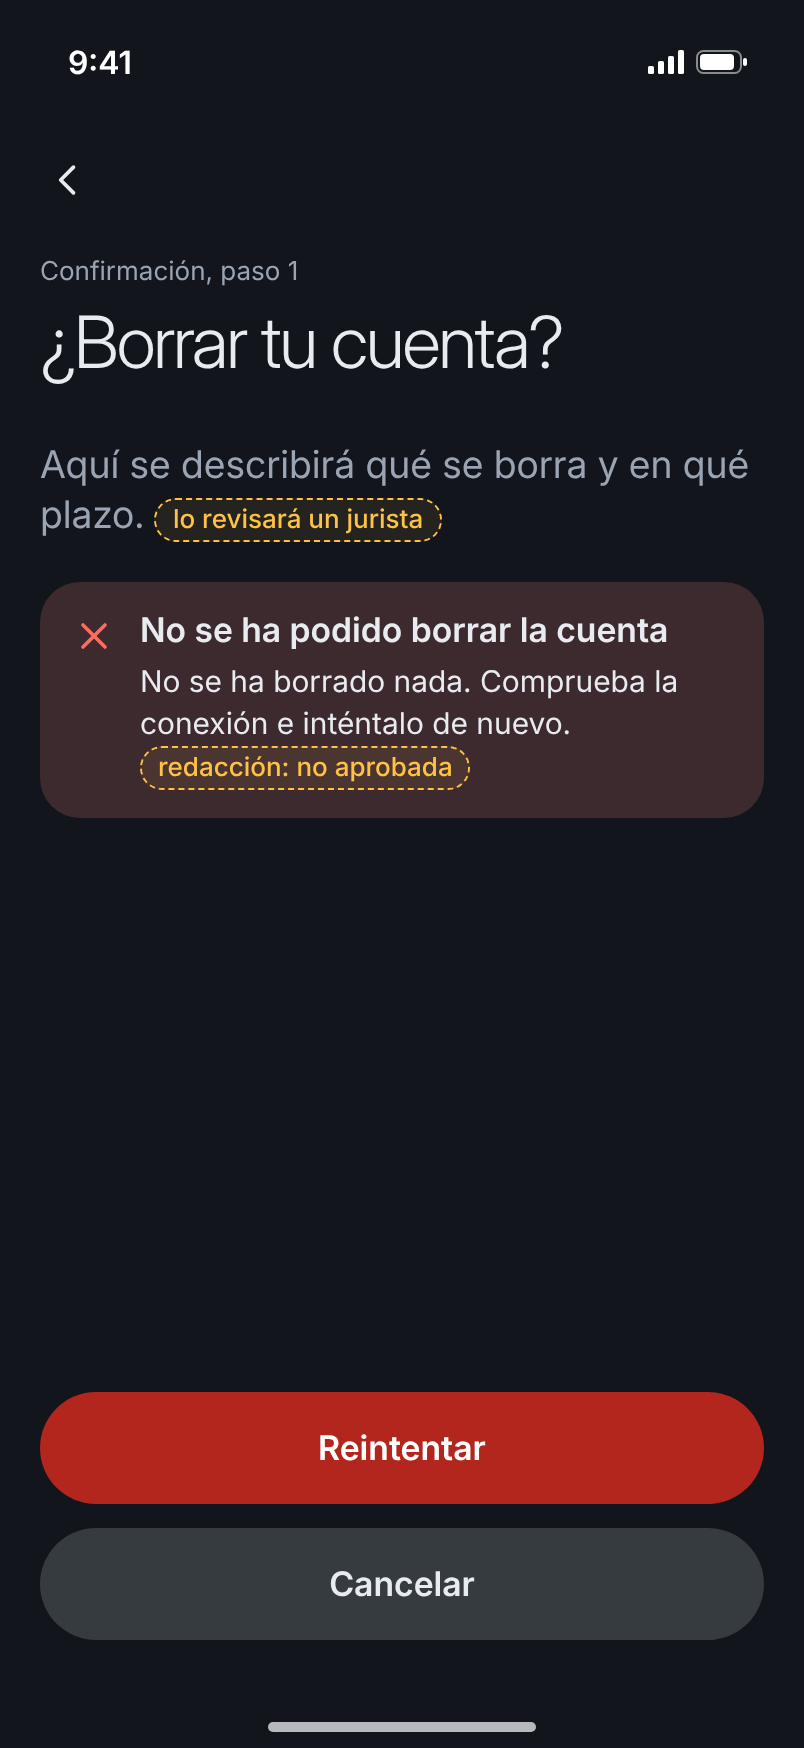 9:41
Confirmación, paso 1
¿Borrar tu cuenta?
Aquí se describirá qué se borra y en qué
plazo. lo revisará un jurista
No se ha podido borrar la cuenta
No se ha borrado nada. Comprueba la
conexión e inténtalo de nuevo.
redacción: no aprobada
Reintentar
Cancelar